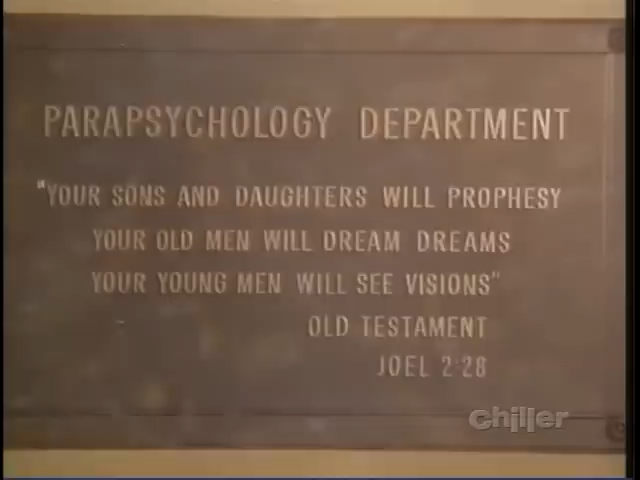 PARAPSYCHOLOGY DEPARTMENT
"YOUR SONS AND DAUGHTERS WILL PROPHESY
YOUR OLD MEN WILL DREAM DREAMS
YOUR YOUNG MEN WILL SEE VISIONS"
OLD TESTAMENT
JOEL 2:28
chiller